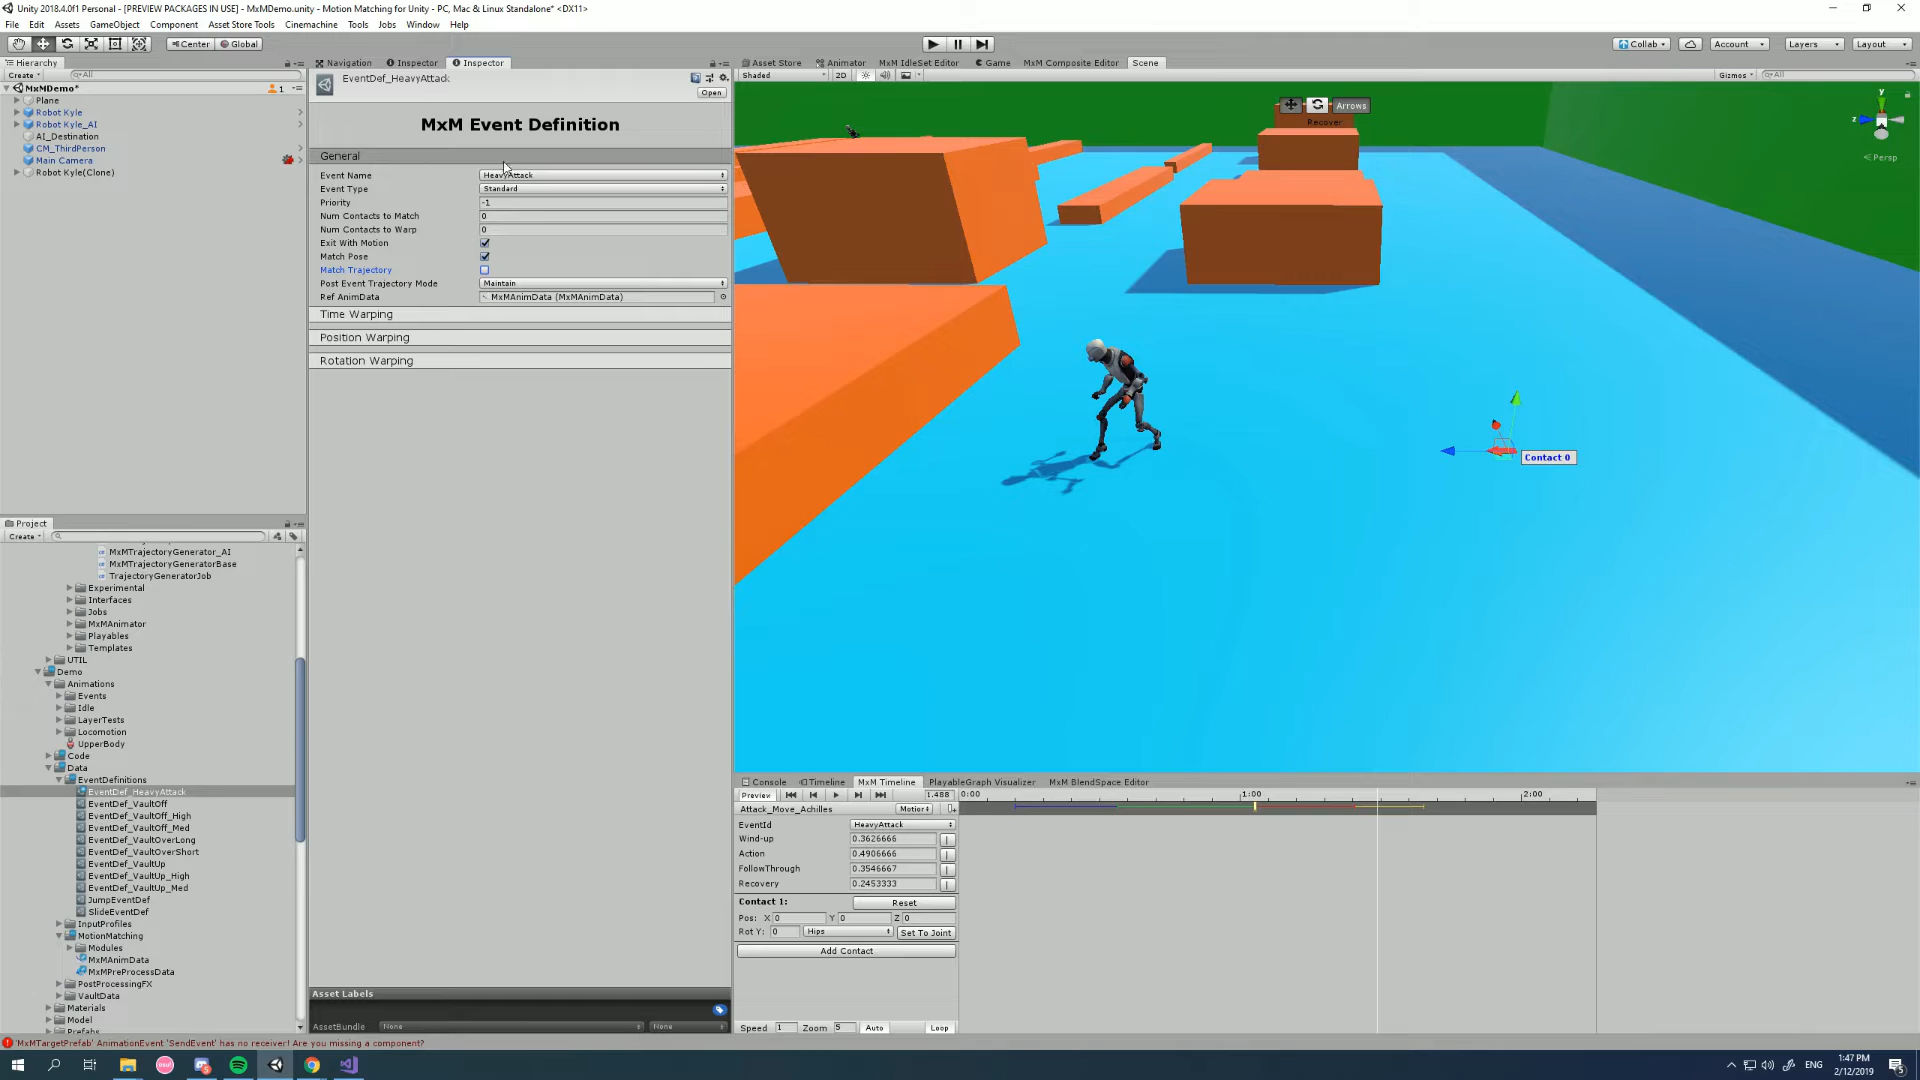 Unity 2018.4.0f1 Personal - [PREVIEW PACKAGES IN USE] - MxMDemo.unity - Motion Matching for Unity - PC, Mac & Linux Standalone* <DX11>
File Edit Assets GameObject Component Asset Store Tools Cinemachine Tools Jobs Window Help
Center Global Collab Account Layers Layout
Hierarchy
Create All
MxMDemo* 1
Plane
Robot Kyle
Robot Kyle_AI
AI_Destination
CM_ThirdPerson
Main Camera
Robot Kyle(Clone)
Project
Create
MxMTrajectoryGenerator_AI
MxMTrajectoryGeneratorBase
TrajectoryGeneratorJob
Experimental
Interfaces
Jobs
MxMAnimator
Playables
Templates
UTIL
Demo
Animations
Events
Idle
LayerTests
Locomotion
UpperBody
Code
Data
EventDefinitions
EventDef_HeavyAttack
EventDef_VaultOff
EventDef_VaultOff_High
EventDef_VaultOff_Med
EventDef_VaultOverLong
EventDef_VaultOverShort
EventDef_VaultUp
EventDef_VaultUp_High
EventDef_VaultUp_Med
JumpEventDef
SlideEventDef
InputProfiles
MotionMatching
Modules
MxMAnimData
MxMPreProcessData
PostProcessingFX
VaultData
Materials
Model
Prefabs
Navigation Inspector Inspector
EventDef_HeavyAttack
Open
MxM Event Definition
General
Event Name HeavyAttack
Event Type Standard
Priority -1
Num Contacts to Match 0
Num Contacts to Warp 0
Exit With Motion
Match Pose
Match Trajectory
Post Event Trajectory Mode Maintain
Ref AnimData MxMAnimData (MxMAnimData)
Time Warping
Position Warping
Rotation Warping
Asset Labels
AssetBundle None None
Asset Store Animator MxM IdleSet Editor Game MxM Composite Editor Scene
Shaded 2D Gizmos All
Arrows
Recover
y
z
Persp
Contact 0
Console Timeline MxM Timeline PlayableGraph Visualizer MxM BlendSpace Editor
Preview 1.488 0:00 1:00 2:00
Attack_Move_Achilles Motion
EventId HeavyAttack
Wind-up 0.3626666
Action 0.4906666
FollowThrough 0.3546667
Recovery 0.2453333
Contact 1: Reset
Pos: X 0 Y 0 Z 0
Rot Y: 0 Hips Set To Joint
Add Contact
Speed 1 Zoom 5 Auto Loop
'MxMTargetPrefab' AnimationEvent 'SendEvent' has no receiver! Are you missing a component?
ENG
1:47 PM
2/12/2019